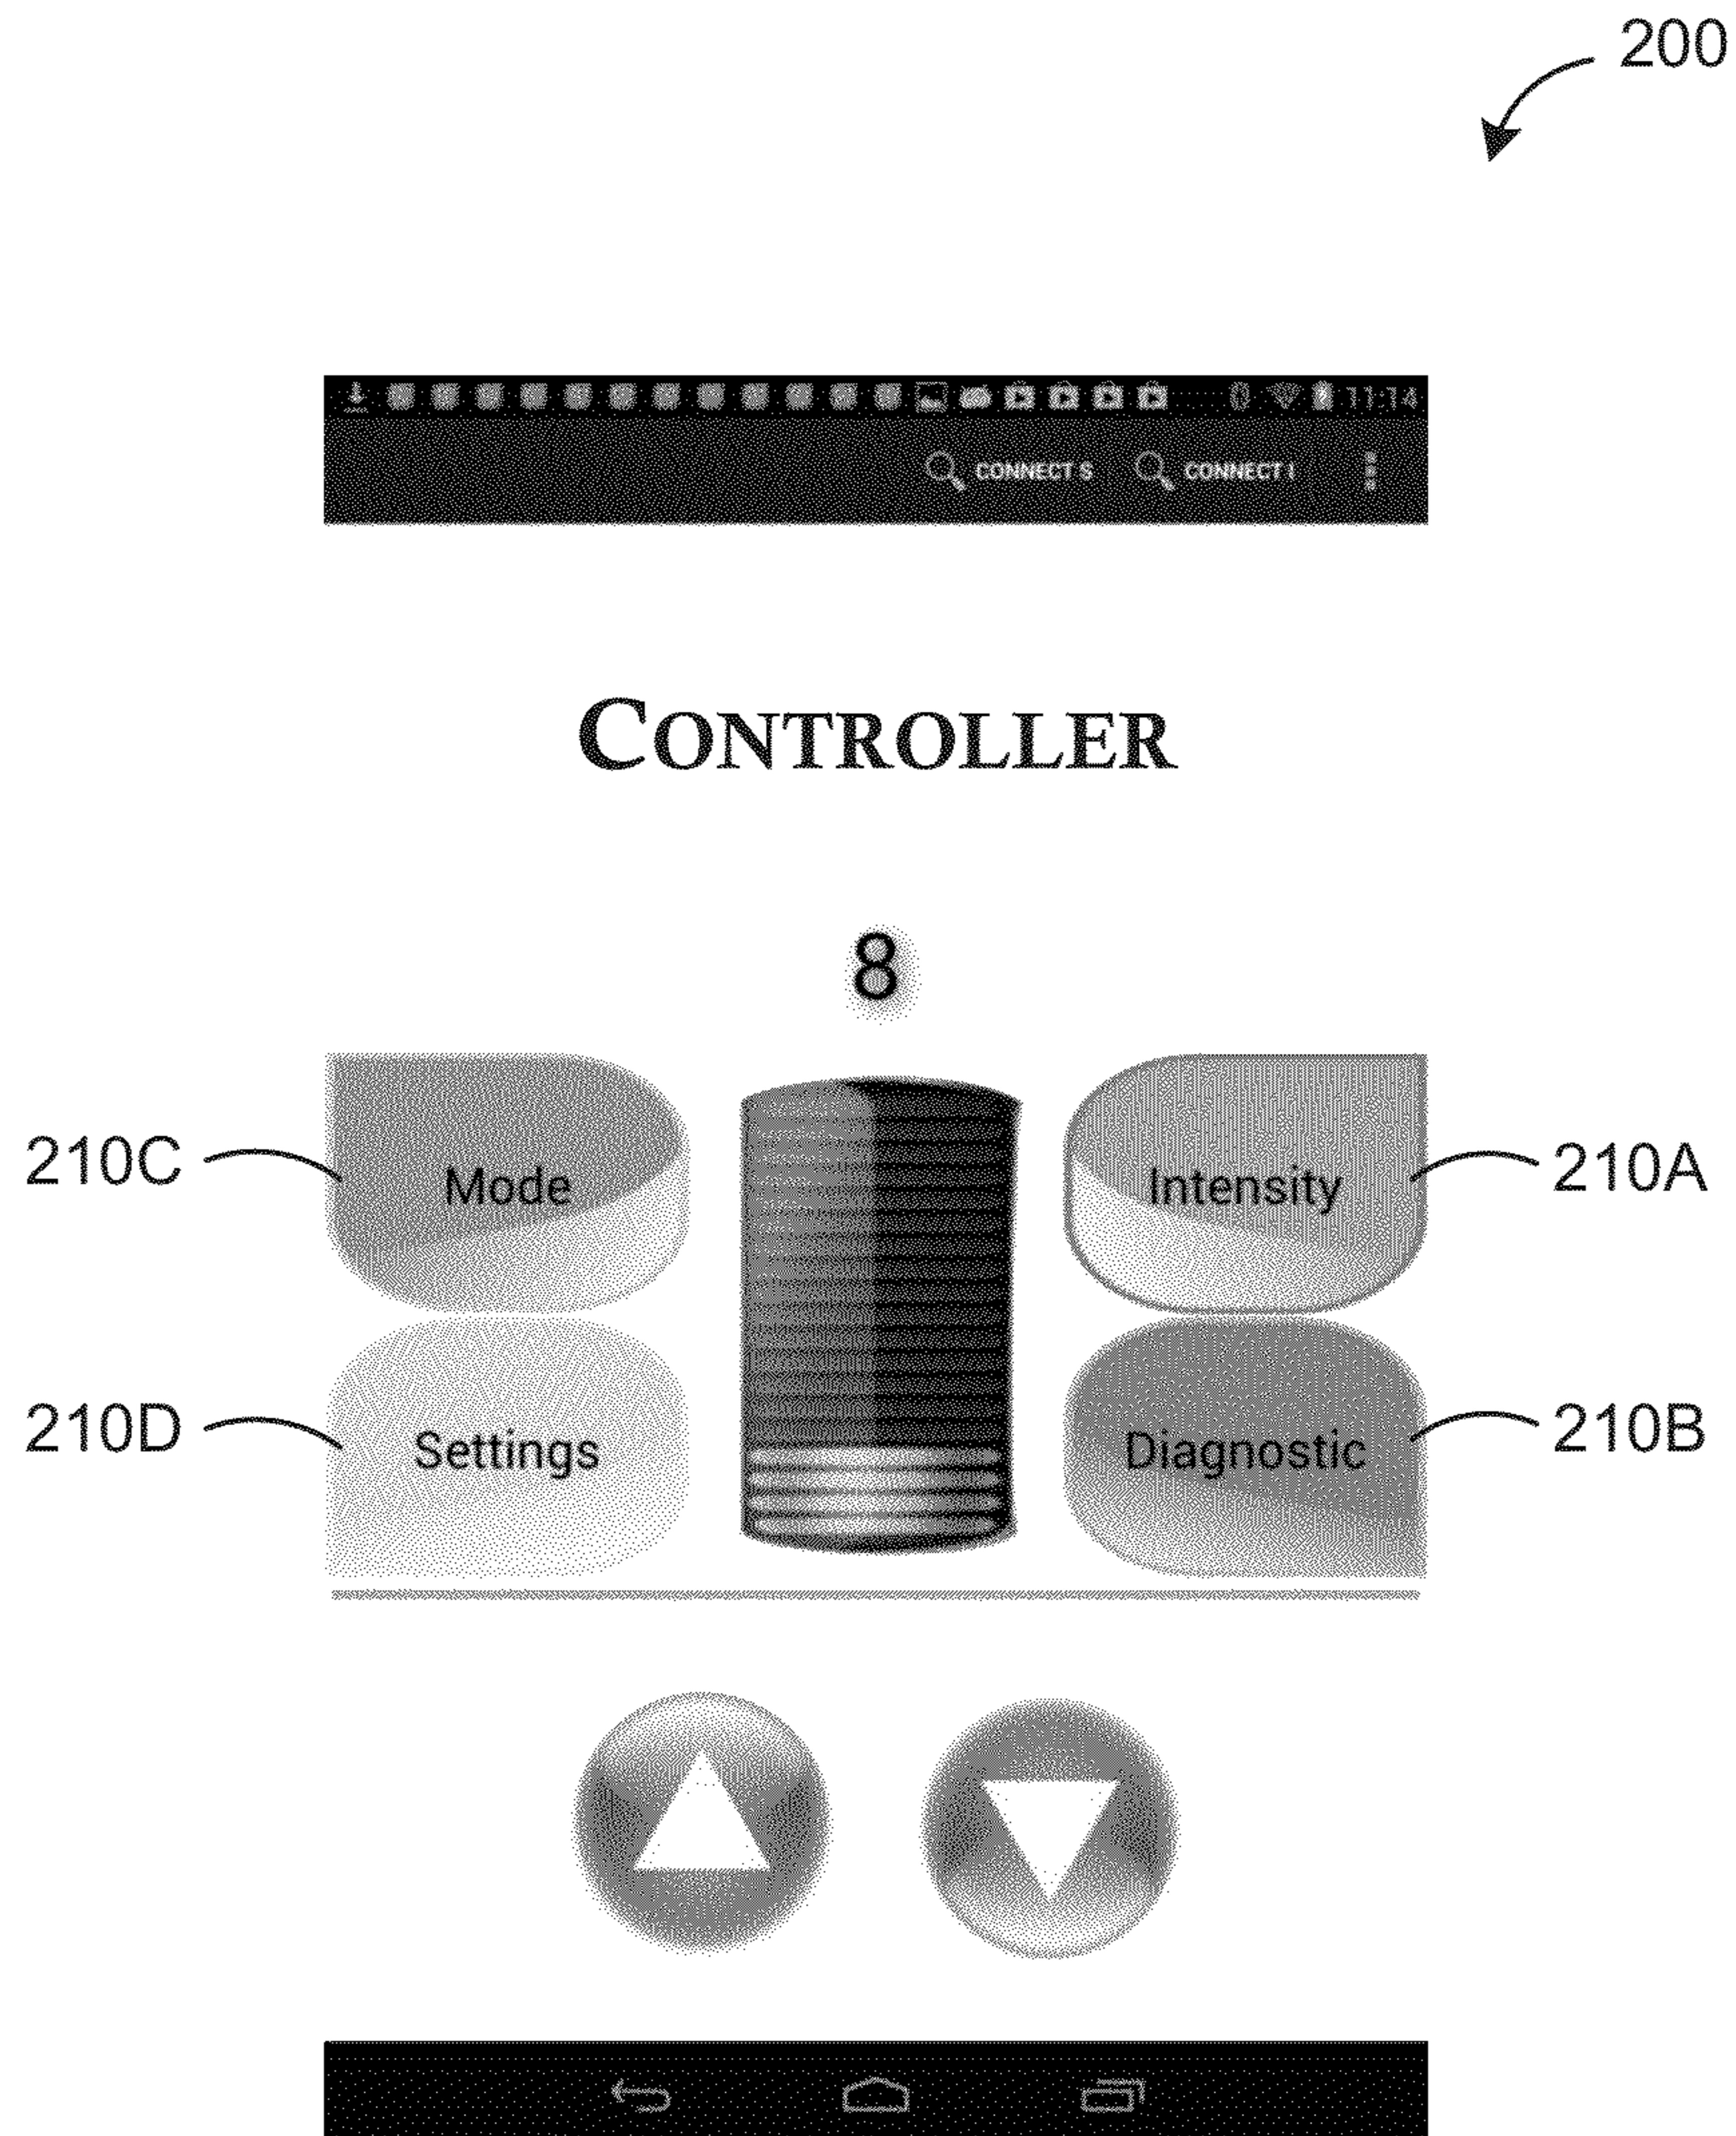 200
11:14
CONNECT S CONNECT I
CONTROLLER
8
210C Mode Intensity 210A
210D Settings Diagnostic 210B